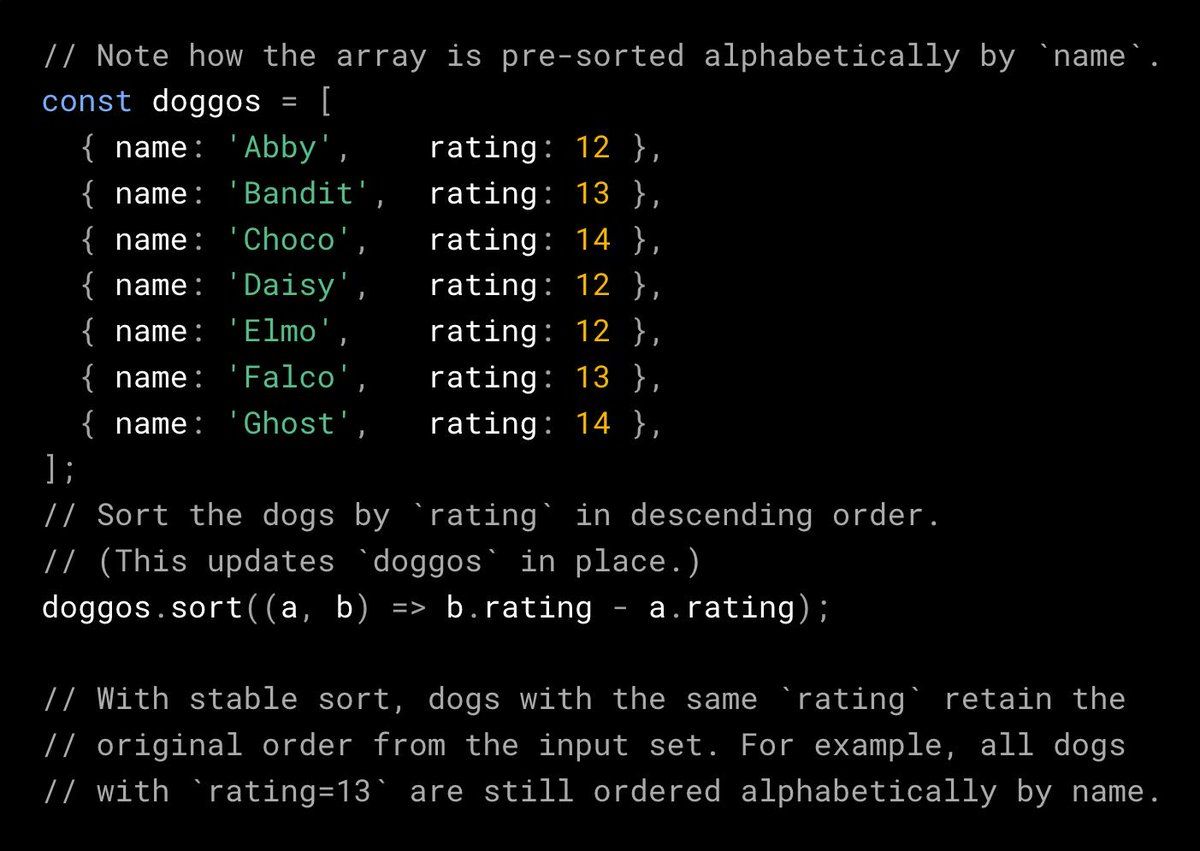 // Note how the array is pre-sorted alphabetically by `name`.
const doggos = [
  { name: 'Abby',    rating: 12 },
  { name: 'Bandit',  rating: 13 },
  { name: 'Choco',   rating: 14 },
  { name: 'Daisy',   rating: 12 },
  { name: 'Elmo',    rating: 12 },
  { name: 'Falco',   rating: 13 },
  { name: 'Ghost',   rating: 14 },
];
// Sort the dogs by `rating` in descending order.
// (This updates `doggos` in place.)
doggos.sort((a, b) => b.rating - a.rating);

// With stable sort, dogs with the same `rating` retain the
// original order from the input set. For example, all dogs
// with `rating=13` are still ordered alphabetically by name.